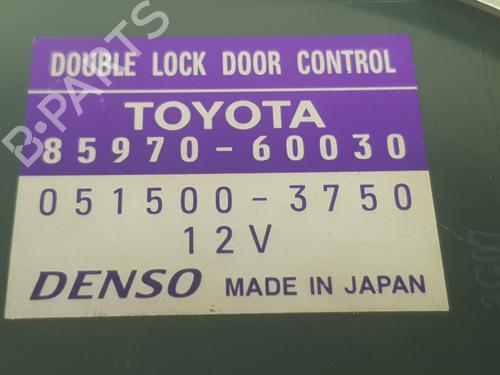 DOUBLE LOCK DOOR CONTROL
TOYOTA
85970-60030
051500-3750
12V
DENSO MADE IN JAPAN
B-PARTS